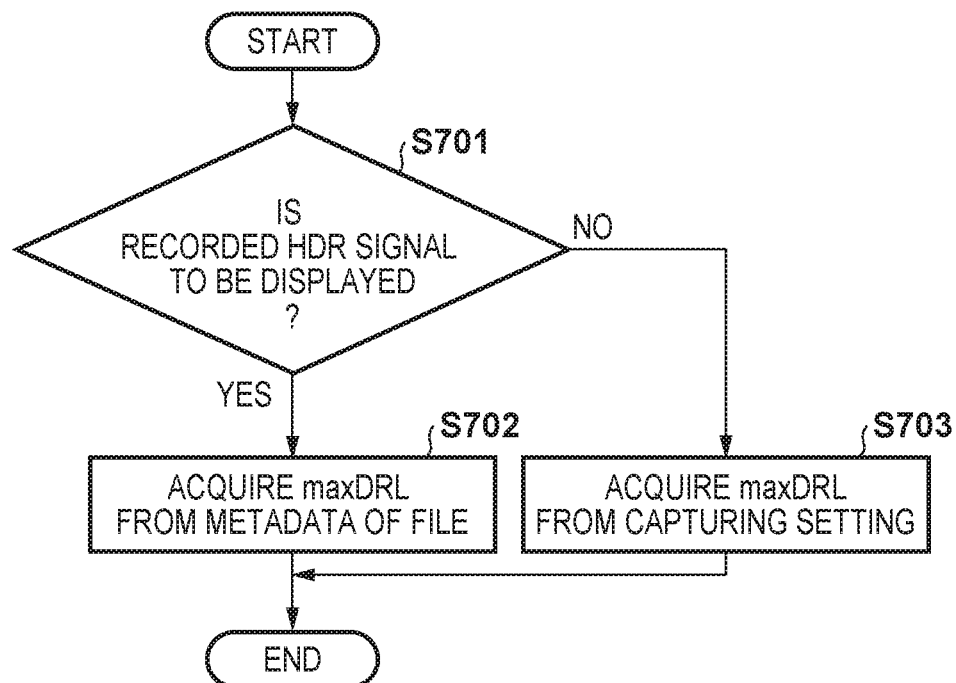 START
S701
IS
RECORDED HDR SIGNAL
TO BE DISPLAYED
?
NO
YES
S702
ACQUIRE maxDRL
FROM METADATA OF FILE
S703
ACQUIRE maxDRL
FROM CAPTURING SETTING
END